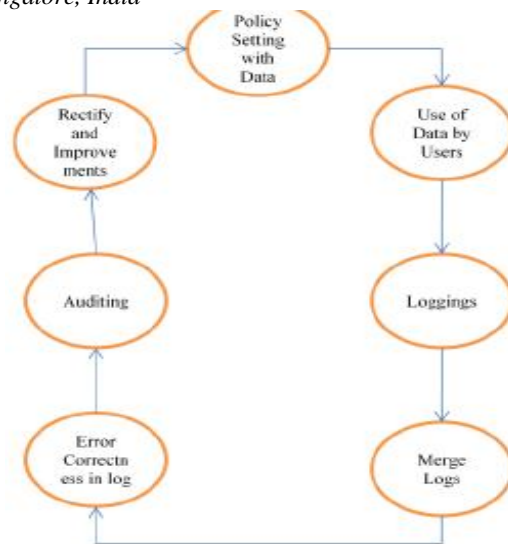 India
Policy
Setting
with
Data
Use of
Data by
Users
Loggings
Merge
Logs
Error
Correctn
ess in log
Auditing
Rectify
and
Improve
ments